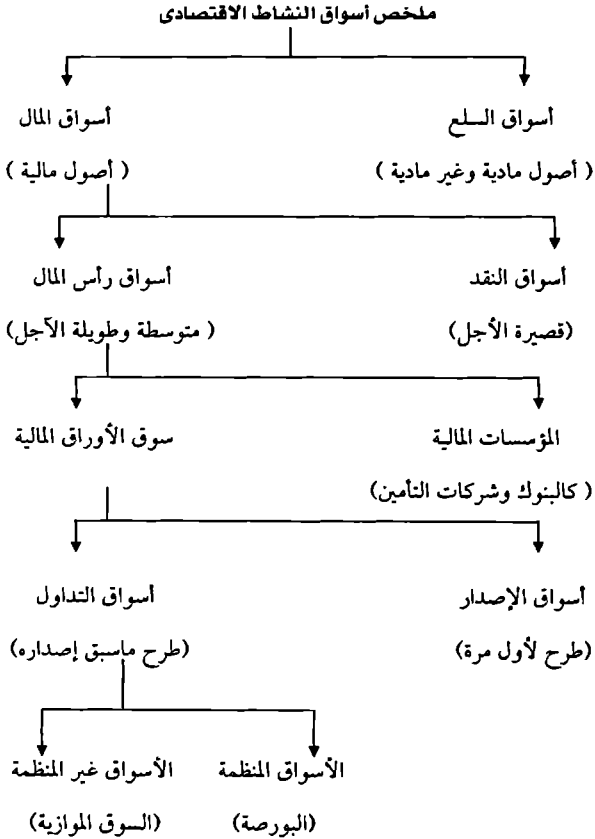 ملخص أسواق النشاط الاقتصادى
أسواق السلع
أسواق المال
( أصول مادية وغير مادية )
( أصول مالية )
أسواق النقد
أسواق رأس المال
(قصيرة الأجل)
( متوسطة وطويلة الآجل)
المؤسسات المالية
سوق الأوراق المالية
( كالبنوك وشركات التأمين)
أسواق الإصدار
أسواق التداول
(طرح لأول مرة)
(طرح ماسبق إصداره)
الأسواق المنظمة
الأسواق غير المنظمة
(البورصة)
(السوق الموازية)